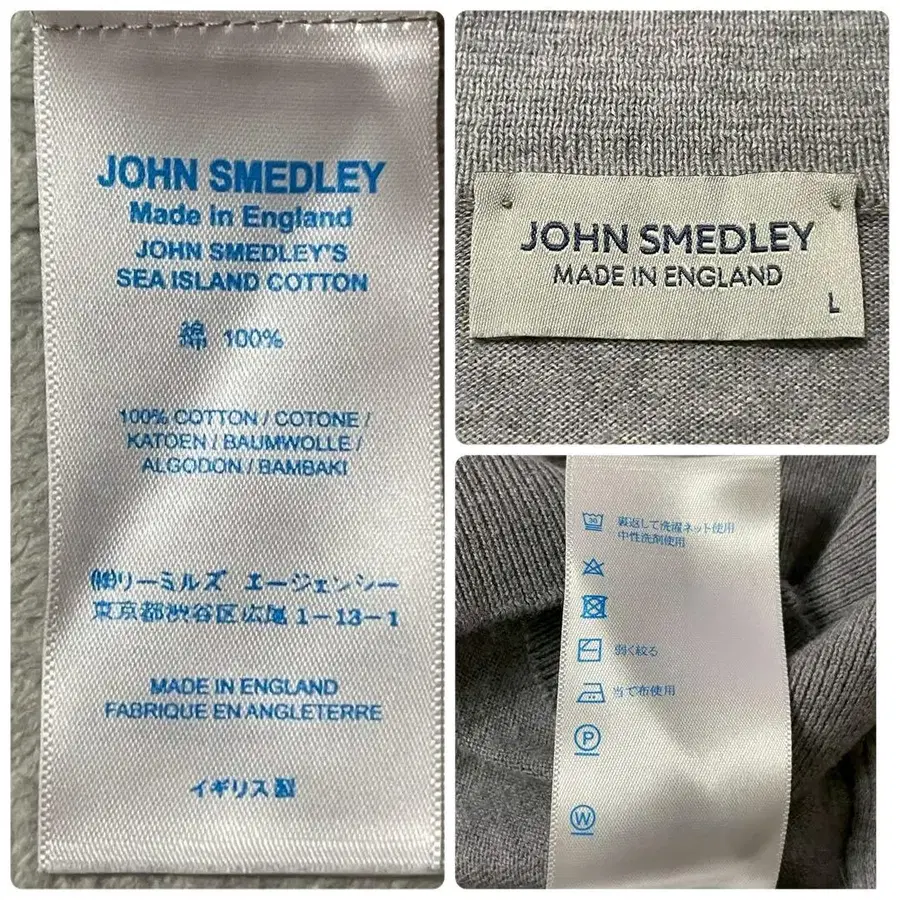 JOHN SMEDLEY
Made in England
JOHN SMEDLEY'S
SEA ISLAND COTTON
綿 100%
100% COTTON / COTONE /
KATOEN / BAUMWOLLE /
ALGODON / BAMBAKI
㈱リーミルズ エージェンシー
東京都渋谷区広尾 1-13-1
MADE IN ENGLAND
FABRIQUE EN ANGLETERRE
イギリス製
JOHN SMEDLEY
MADE IN ENGLAND
L
30 裏返して洗濯ネット使用
中性洗剤使用
弱く絞る
当て布使用
P
W